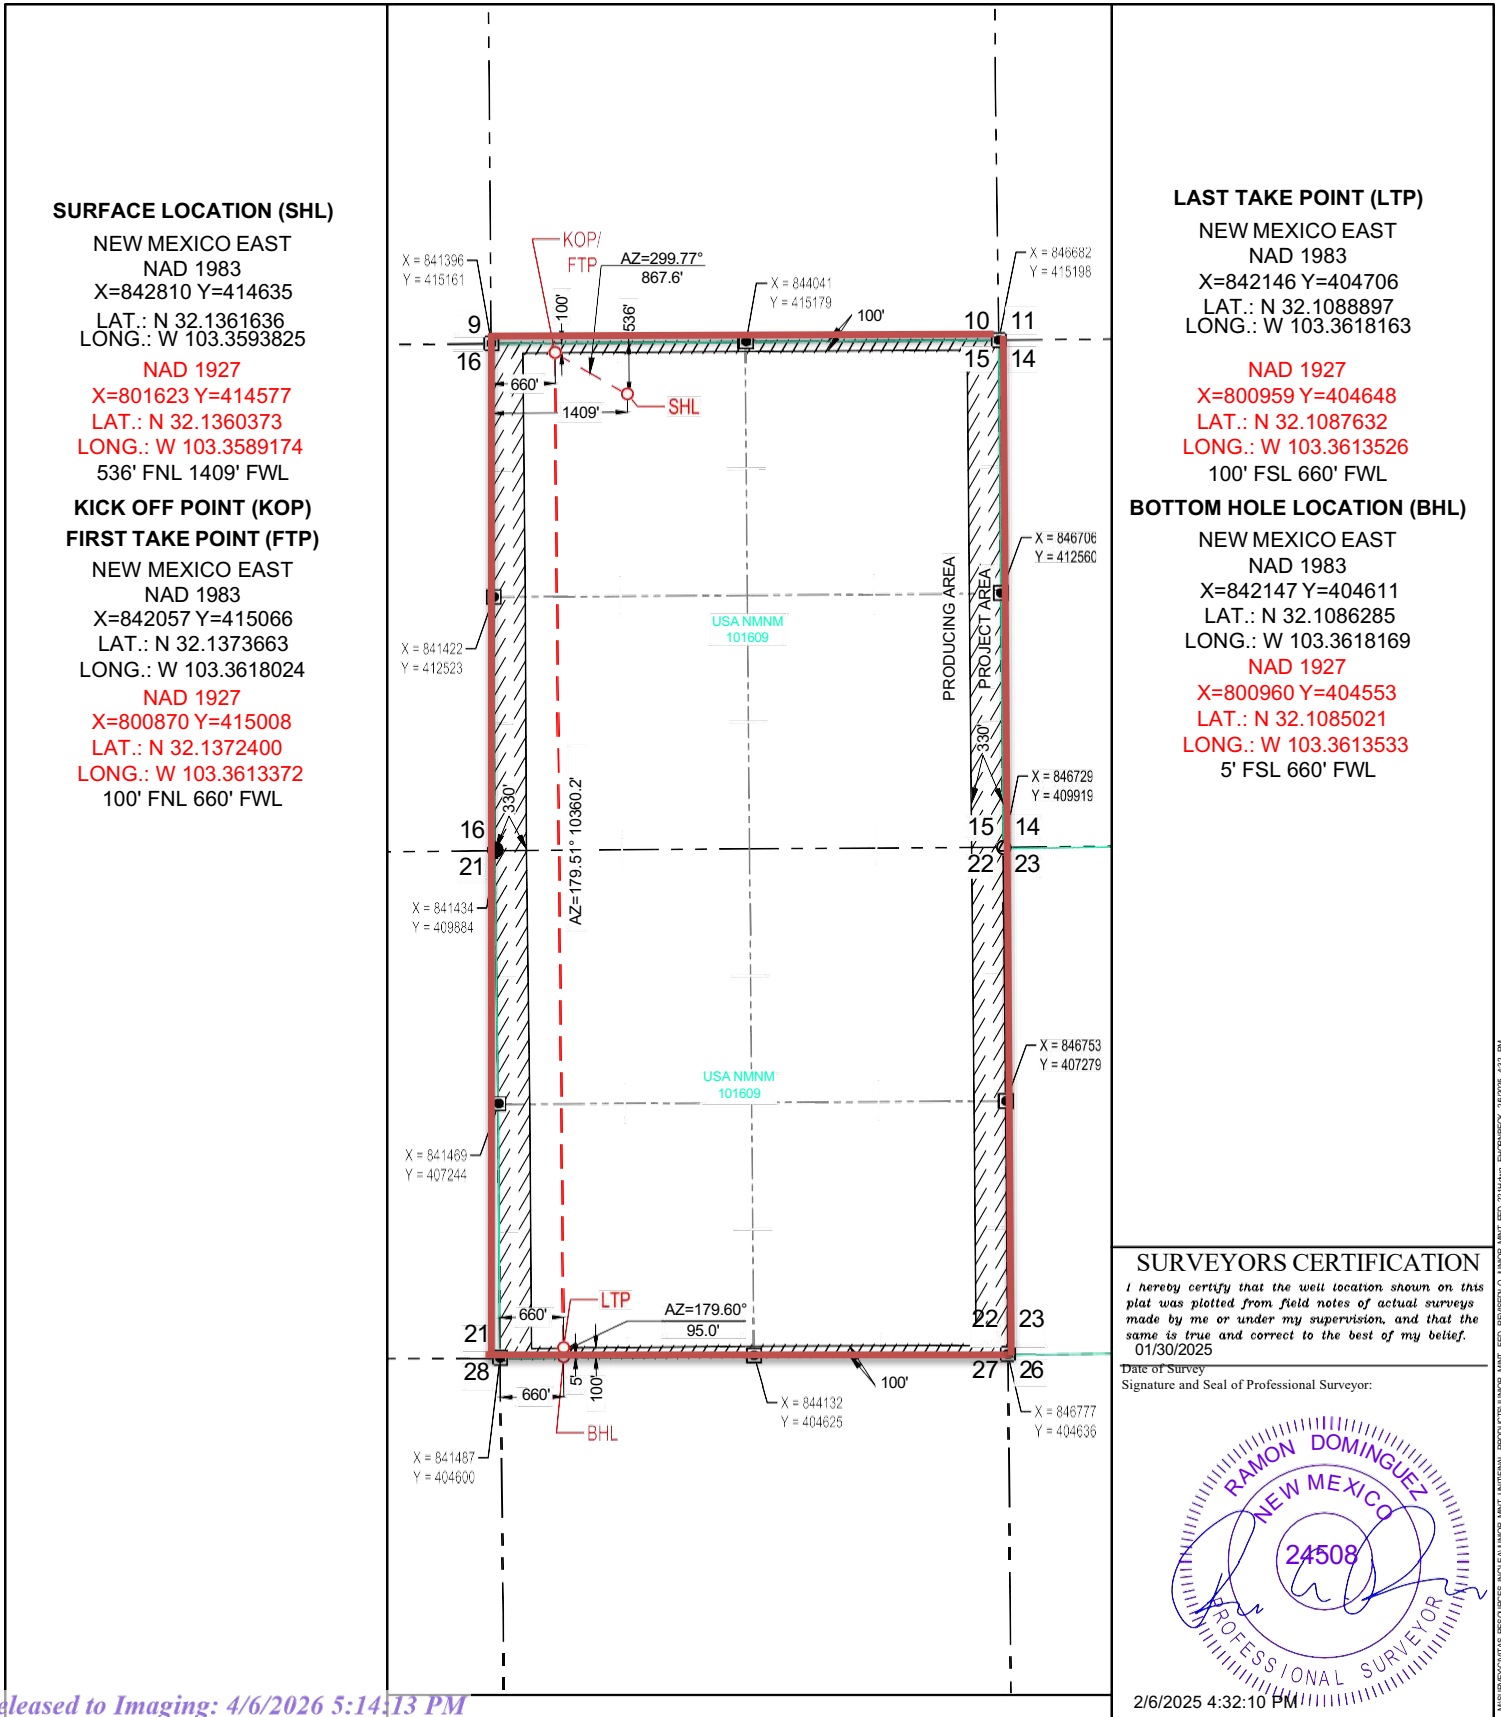 SURFACE LOCATION (SHL)
NEW MEXICO EAST
NAD 1983
X=842810 Y=414635
LAT.: N 32.1361636
LONG.: W 103.3593825
NAD 1927
X=801623 Y=414577
LAT.: N 32.1360373
LONG.: W 103.3589174
536' FNL 1409' FWL
KICK OFF POINT (KOP)
FIRST TAKE POINT (FTP)
NEW MEXICO EAST
NAD 1983
X=842057 Y=415066
LAT.: N 32.1373663
LONG.: W 103.3618024
NAD 1927
X=800870 Y=415008
LAT.: N 32.1372400
LONG.: W 103.3613372
100' FNL 660' FWL
KOP/
FTP
AZ=299.77°
867.6'
X = 841396
Y = 415161
X = 844041
Y = 415179
X = 846682
Y = 415198
100'
536'
100'
9
16
10
11
15
14
660'
1409'
SHL
X = 846706
Y = 412560
PRODUCING AREA
PROJECT AREA
USA NMNM
101609
X = 841422
Y = 412523
330'
330'
X = 846729
Y = 409919
AZ=179.51° 10360.2'
16
21
15
14
22
23
X = 841434
Y = 409884
X = 846753
Y = 407279
USA NMNM
101609
X = 841469
Y = 407244
660'
LTP
AZ=179.60°
95.0'
21
28
22
23
27
26
660'
5'
100'
100'
BHL
X = 844132
Y = 404625
X = 846777
Y = 404636
X = 841487
Y = 404600
LAST TAKE POINT (LTP)
NEW MEXICO EAST
NAD 1983
X=842146 Y=404706
LAT.: N 32.1088897
LONG.: W 103.3618163
NAD 1927
X=800959 Y=404648
LAT.: N 32.1087632
LONG.: W 103.3613526
100' FSL 660' FWL
BOTTOM HOLE LOCATION (BHL)
NEW MEXICO EAST
NAD 1983
X=842147 Y=404611
LAT.: N 32.1086285
LONG.: W 103.3618169
NAD 1927
X=800960 Y=404553
LAT.: N 32.1085021
LONG.: W 103.3613533
5' FSL 660' FWL
SURVEYORS CERTIFICATION
I hereby certify that the well location shown on this
plat was plotted from field notes of actual surveys
made by me or under my supervision, and that the
same is true and correct to the best of my belief.
01/30/2025
Date of Survey
Signature and Seal of Professional Surveyor:
RAMON DOMINGUEZ
NEW MEXICO
24508
PROFESSIONAL SURVEYOR
2/6/2025 4:32:10 PM
eleased to Imaging: 4/6/2026 5:14:13 PM